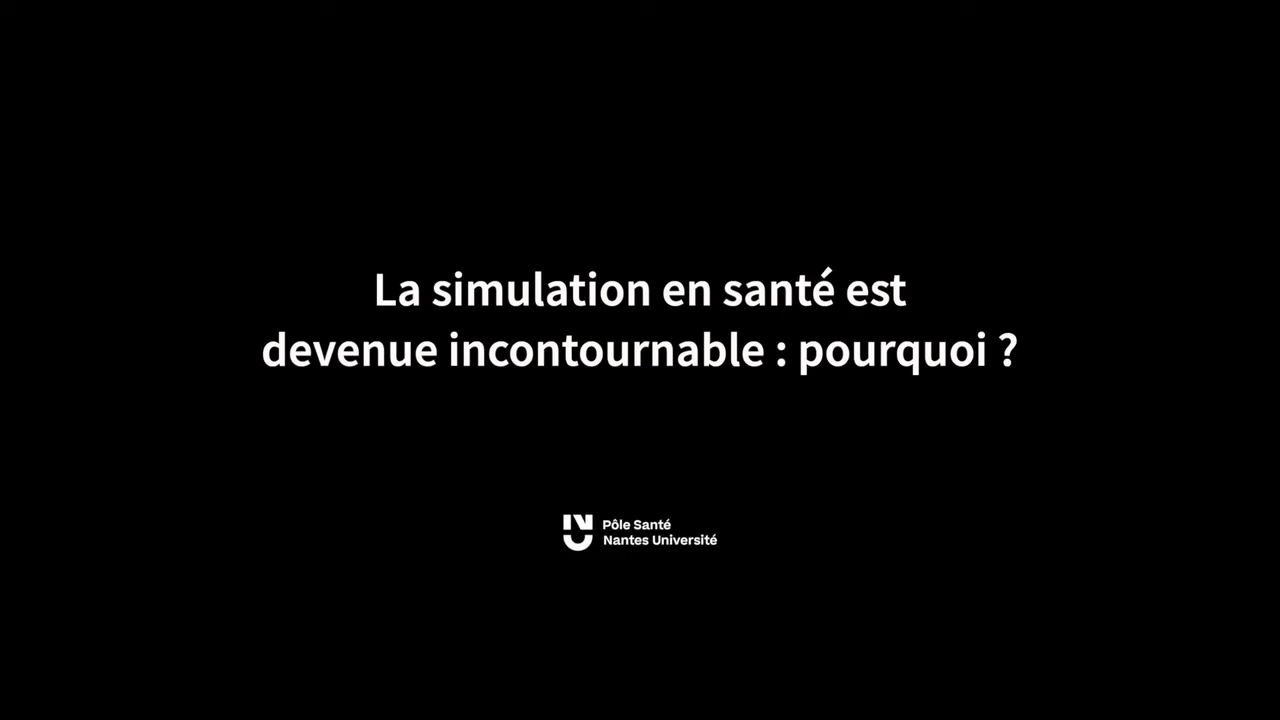 La simulation en santé est
devenue incontournable : pourquoi ?
Pôle Santé
Nantes Université